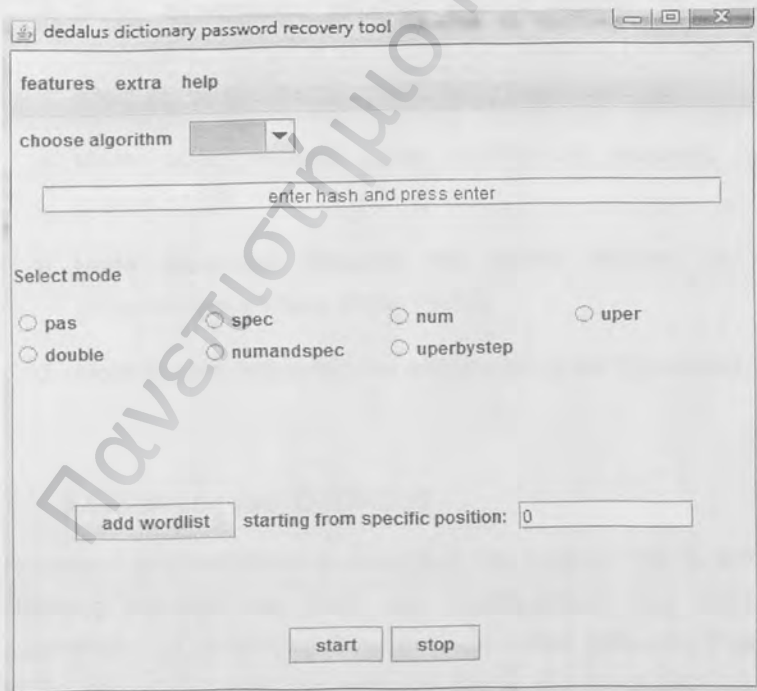 dedalus dictionary password recovery tool
features extra help
choose algorithm
enter hash and press enter
Select mode
pas spec num uper
double numandspec uperbystep
add wordlist starting from specific position: 0
start stop
Πανεπιστήμιο